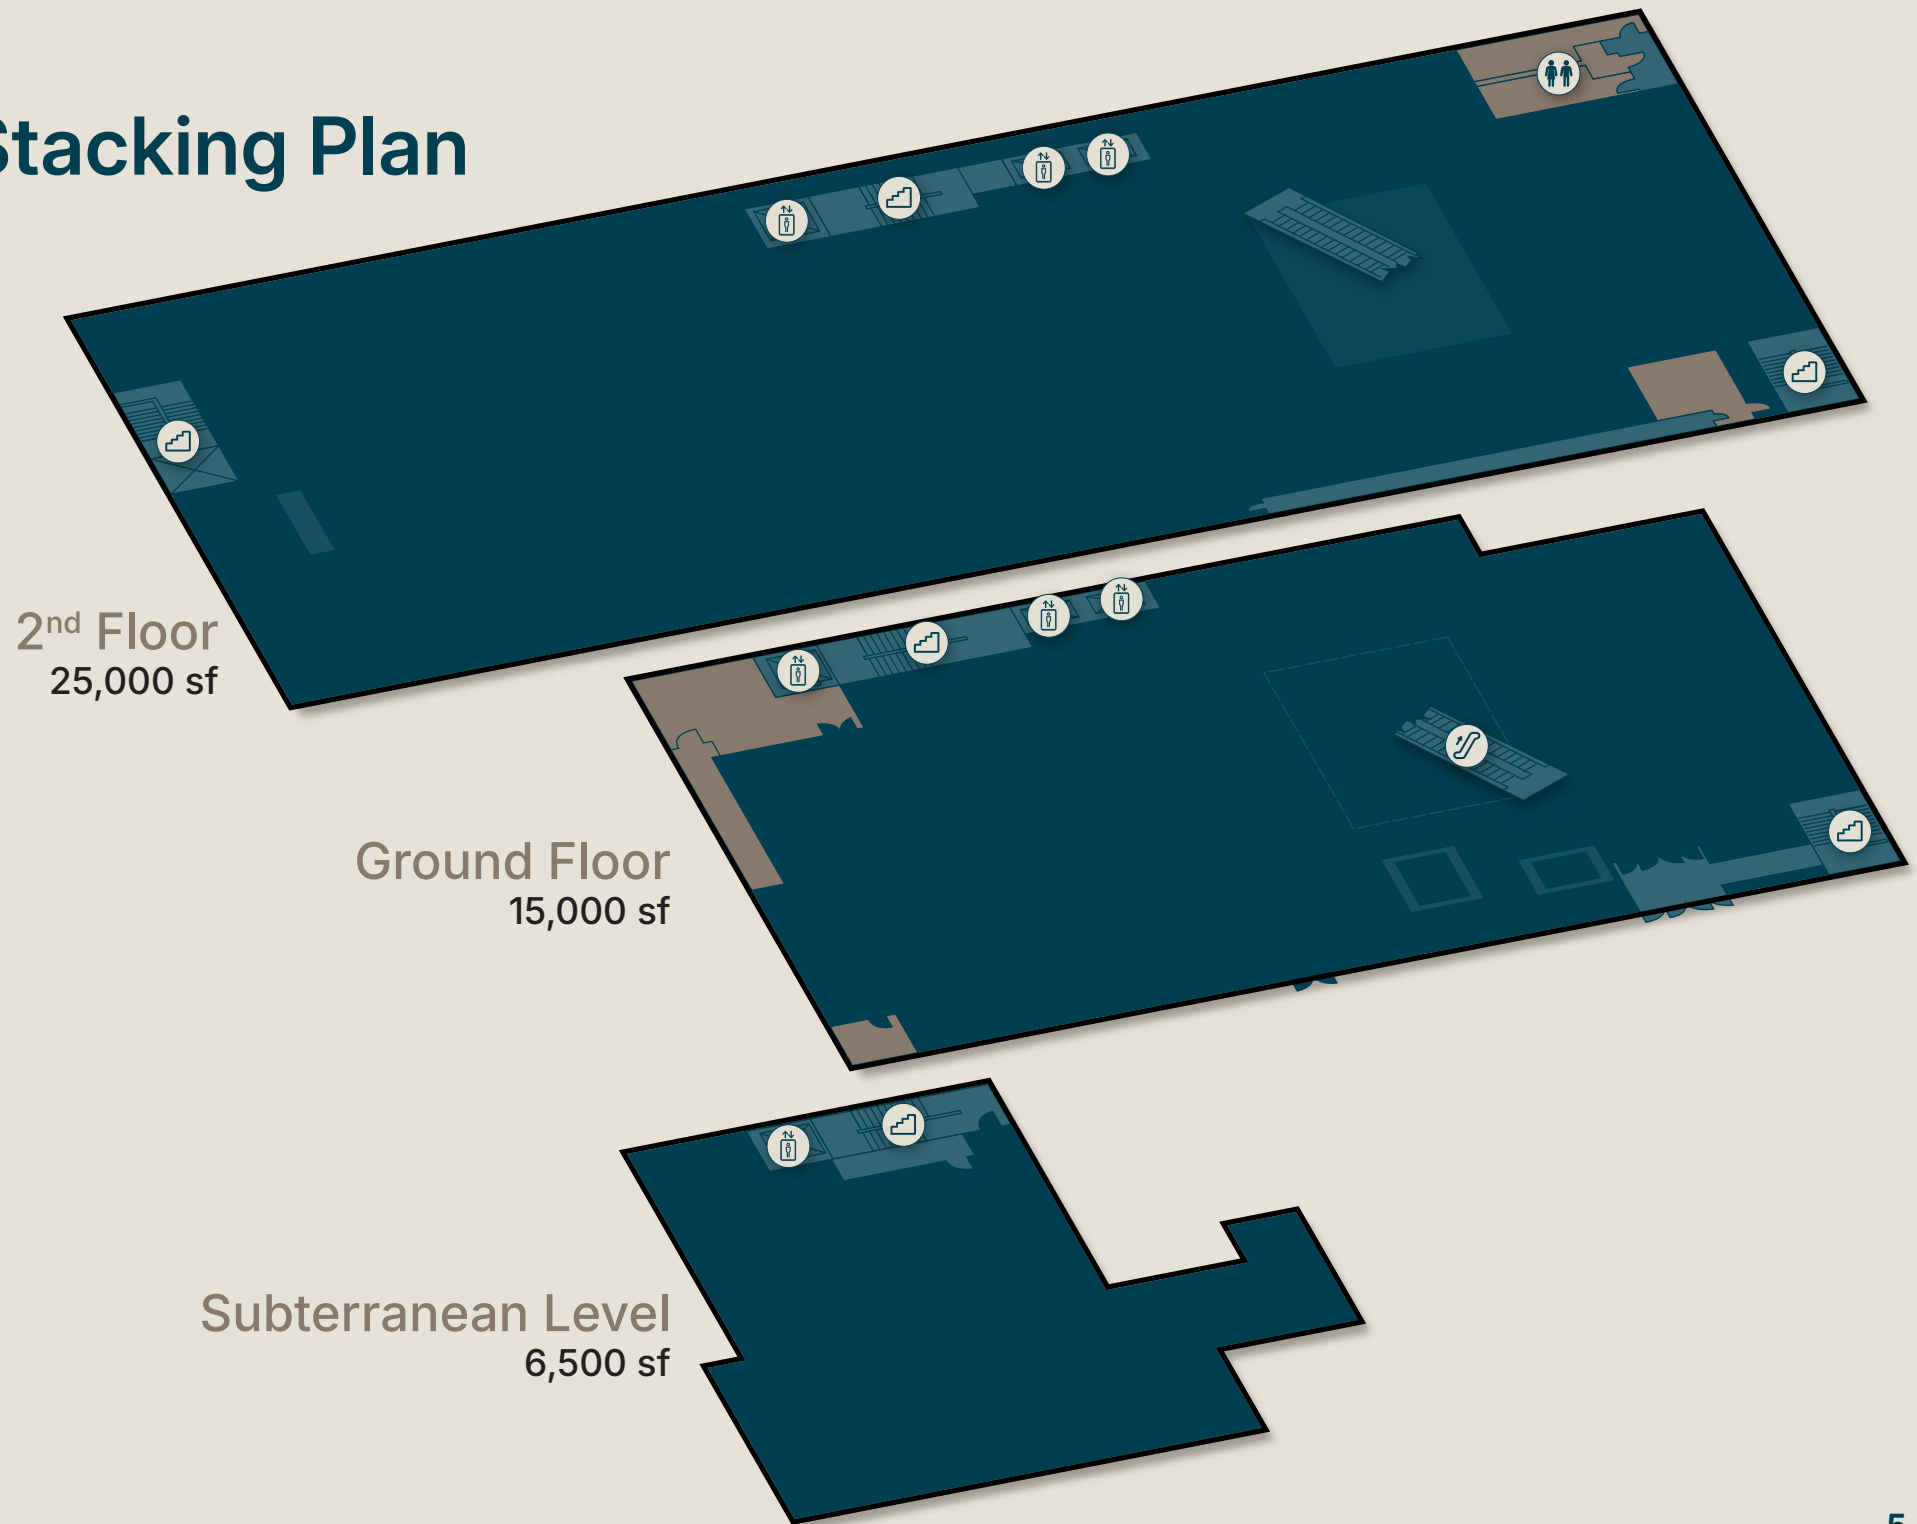 Stacking Plan
2nd Floor
25,000 sf
Ground Floor
15,000 sf
Subterranean Level
6,500 sf
5